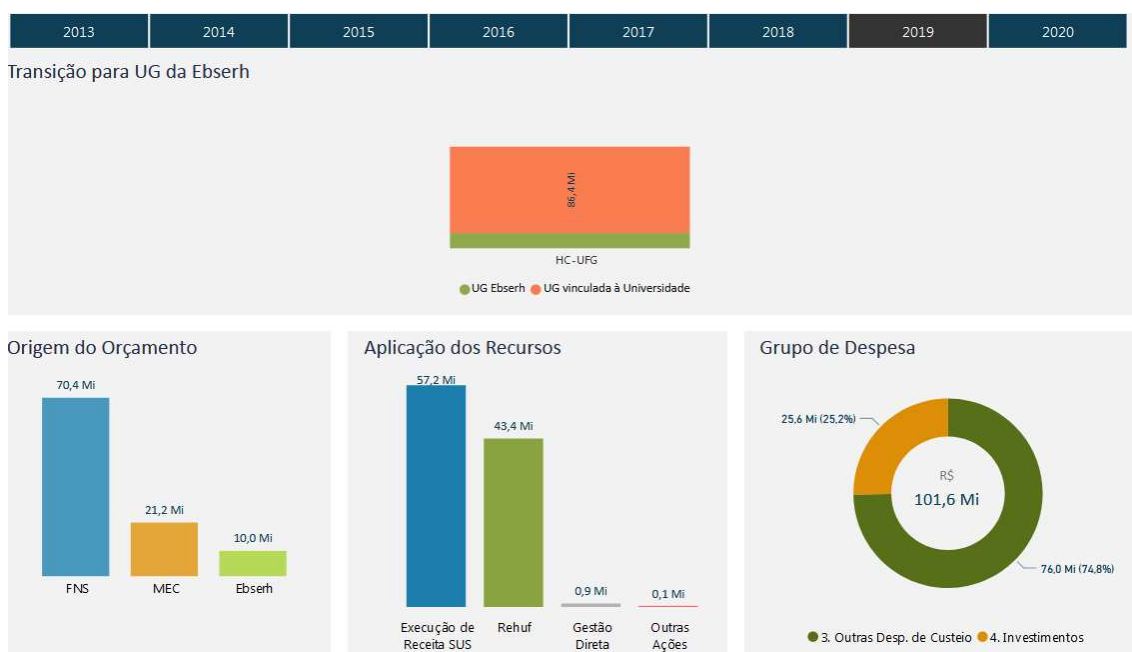 2013 2014 2015 2016 2017 2018 2019 2020
Transição para UG da Ebserh
86,4 Mi
HC-UFG
UG Ebserh UG vinculada à Universidade
Origem do Orçamento
70,4 Mi
21,2 Mi
10,0 Mi
FNS MEC Ebserh
Aplicação dos Recursos
57,2 Mi
43,4 Mi
0,9 Mi
0,1 Mi
Execução de Receita SUS
Rehuf
Gestão Direta
Outras Ações
Grupo de Despesa
25,6 Mi (25,2%)
R$
101,6 Mi
76,0 Mi (74,8%)
3. Outras Desp. de Custeio 4. Investimentos